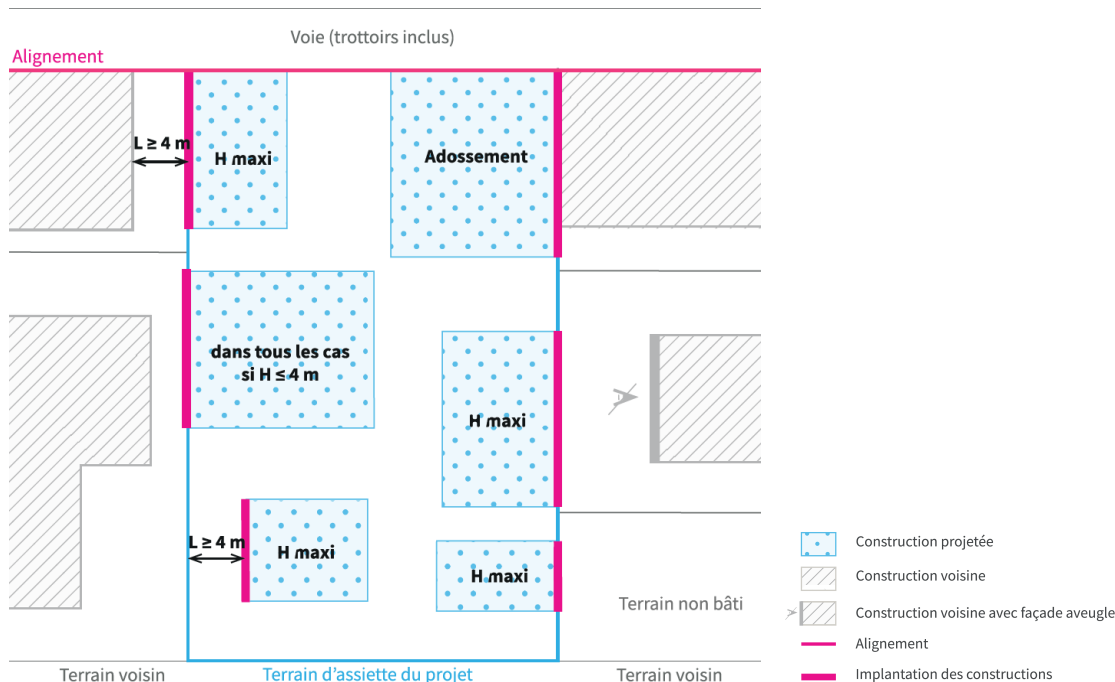 Voie (trottoirs inclus)
Alignement
L ≥ 4 m
H maxi
Adossement
dans tous les cas
si H ≤ 4 m
H maxi
L ≥ 4 m
H maxi
H maxi
Terrain non bâti
Terrain voisin
Terrain d'assiette du projet
Terrain voisin
Construction projetée
Construction voisine
Construction voisine avec façade aveugle
Alignement
Implantation des constructions